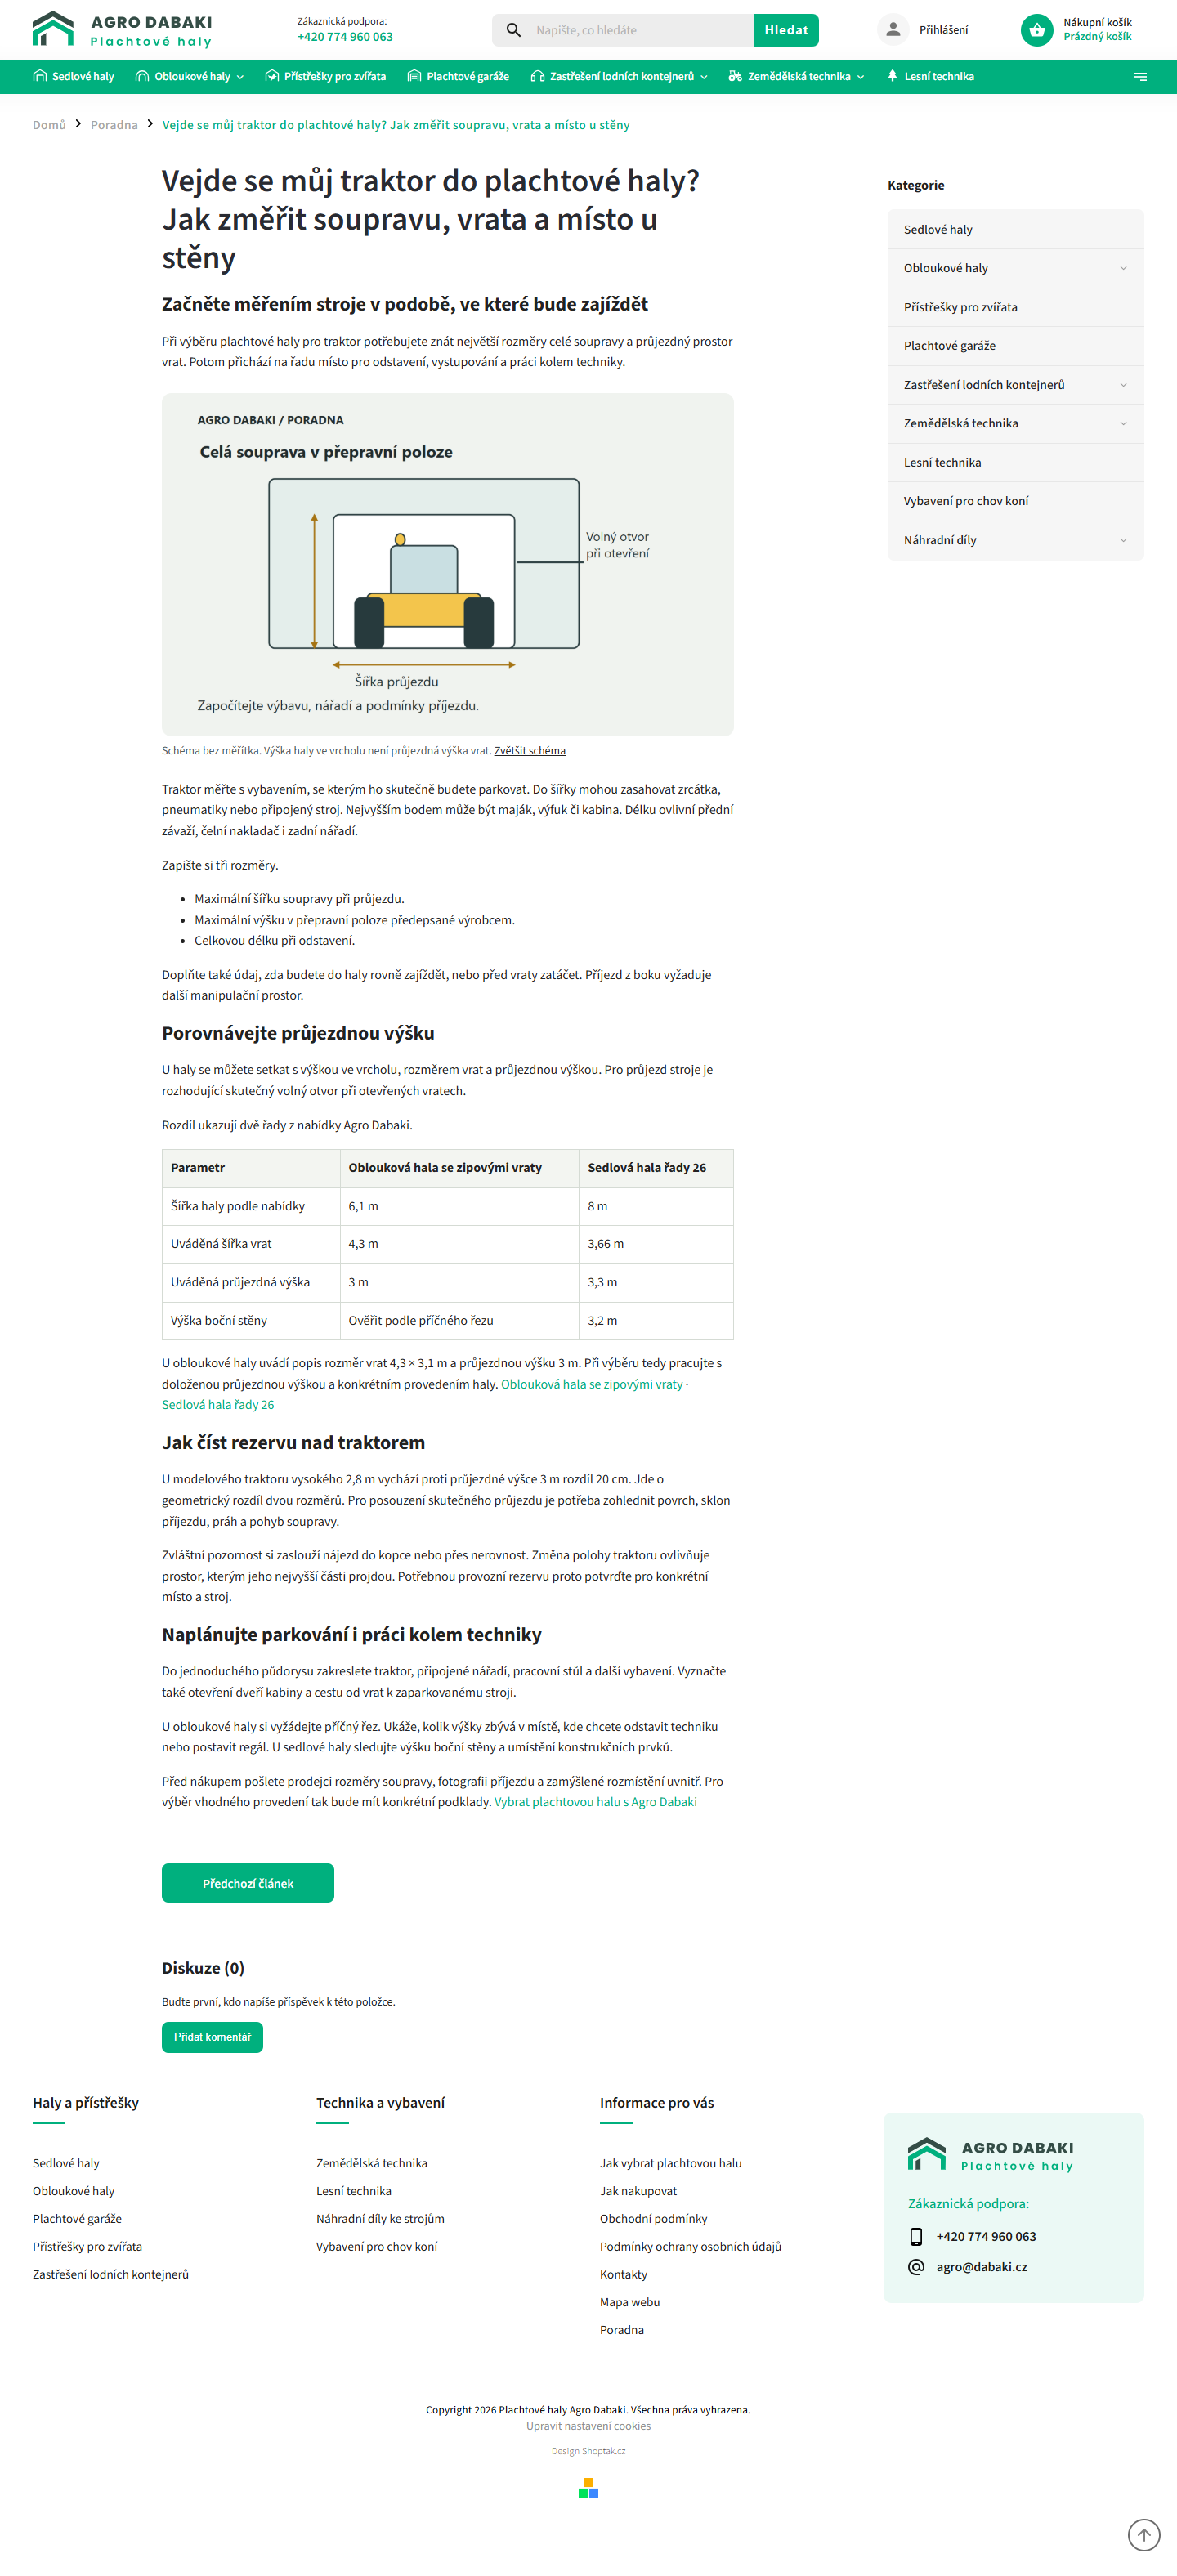 AGRO DABAKI
Plachtové haly
Zákaznická podpora:
+420 774 960 063
Napište, co hledáte
Hledat
Přihlášení
Nákupní košík
Prázdný košík
Sedlové haly
Obloukové haly
Přístřešky pro zvířata
Plachtové garáže
Zastřešení lodních kontejnerů
Zemědělská technika
Lesní technika
Domů
Poradna
Vejde se můj traktor do plachtové haly? Jak změřit soupravu, vrata a místo u stěny
Vejde se můj traktor do plachtové haly?
Jak změřit soupravu, vrata a místo u
stěny
Začněte měřením stroje v podobě, ve které bude zajíždět
Při výběru plachtové haly pro traktor potřebujete znát největší rozměry celé soupravy a průjezdný prostor
vrat. Potom přichází na řadu místo pro odstavení, vystupování a práci kolem techniky.
AGRO DABAKI / PORADNA
Celá souprava v přepravní poloze
Volný otvor
při otevření
Šířka průjezdu
Započítejte výbavu, nářadí a podmínky příjezdu.
Schéma bez měřítka. Výška haly ve vrcholu není průjezdná výška vrat. Zvětšit schéma
Traktor měřte s vybavením, se kterým ho skutečně budete parkovat. Do šířky mohou zasahovat zrcátka,
pneumatiky nebo připojený stroj. Nejvyšším bodem může být maják, výfuk či kabina. Délku ovlivní přední
závaží, čelní nakladač i zadní nářadí.
Zapište si tři rozměry.
• Maximální šířku soupravy při průjezdu.
• Maximální výšku v přepravní poloze předepsané výrobcem.
• Celkovou délku při odstavení.
Doplňte také údaj, zda budete do haly rovně zajíždět, nebo před vraty zatáčet. Příjezd z boku vyžaduje
další manipulační prostor.
Porovnávejte průjezdnou výšku
U haly se můžete setkat s výškou ve vrcholu, rozměrem vrat a průjezdnou výškou. Pro průjezd stroje je
rozhodující skutečný volný otvor při otevřených vratech.
Rozdíl ukazují dvě řady z nabídky Agro Dabaki.
Parametr
Oblouková hala se zipovými vraty
Sedlová hala řady 26
Šířka haly podle nabídky
6,1 m
8 m
Uváděná šířka vrat
4,3 m
3,66 m
Uváděná průjezdná výška
3 m
3,3 m
Výška boční stěny
Ověřit podle příčného řezu
3,2 m
U obloukové haly uvádí popis rozměr vrat 4,3 × 3,1 m a průjezdnou výšku 3 m. Při výběru tedy pracujte s
doloženou průjezdnou výškou a konkrétním provedením haly. Oblouková hala se zipovými vraty ·
Sedlová hala řady 26
Jak číst rezervu nad traktorem
U modelového traktoru vysokého 2,8 m vychází proti průjezdné výšce 3 m rozdíl 20 cm. Jde o
geometrický rozdíl dvou rozměrů. Pro posouzení skutečného průjezdu je potřeba zohlednit povrch, sklon
příjezdu, práh a pohyb soupravy.
Zvláštní pozornost si zaslouží nájezd do kopce nebo přes nerovnost. Změna polohy traktoru ovlivňuje
prostor, kterým jeho nejvyšší části projdou. Potřebnou provozní rezervu proto potvrďte pro konkrétní
místo a stroj.
Naplánujte parkování i práci kolem techniky
Do jednoduchého půdorysu zakreslete traktor, připojené nářadí, pracovní stůl a další vybavení. Vyznačte
také otevření dveří kabiny a cestu od vrat k zaparkovanému stroji.
U obloukové haly si vyžádejte příčný řez. Ukáže, kolik výšky zbývá v místě, kde chcete odstavit techniku
nebo postavit regál. U sedlové haly sledujte výšku boční stěny a umístění konstrukčních prvků.
Před nákupem pošlete prodejci rozměry soupravy, fotografii příjezdu a zamýšlené rozmístění uvnitř. Pro
výběr vhodného provedení tak bude mít konkrétní podklady. Vybrat plachtovou halu s Agro Dabaki
Předchozí článek
Diskuze (0)
Buďte první, kdo napíše příspěvek k této položce.
Přidat komentář
Kategorie
Sedlové haly
Obloukové haly
Přístřešky pro zvířata
Plachtové garáže
Zastřešení lodních kontejnerů
Zemědělská technika
Lesní technika
Vybavení pro chov koní
Náhradní díly
Haly a přístřešky
Sedlové haly
Obloukové haly
Plachtové garáže
Přístřešky pro zvířata
Zastřešení lodních kontejnerů
Technika a vybavení
Zemědělská technika
Lesní technika
Náhradní díly ke strojům
Vybavení pro chov koní
Informace pro vás
Jak vybrat plachtovou halu
Jak nakupovat
Obchodní podmínky
Podmínky ochrany osobních údajů
Kontakty
Mapa webu
Poradna
AGRO DABAKI
Plachtové haly
Zákaznická podpora:
+420 774 960 063
agro@dabaki.cz
Copyright 2026 Plachtové haly Agro Dabaki. Všechna práva vyhrazena.
Upravit nastavení cookies
Design Shoptak.cz